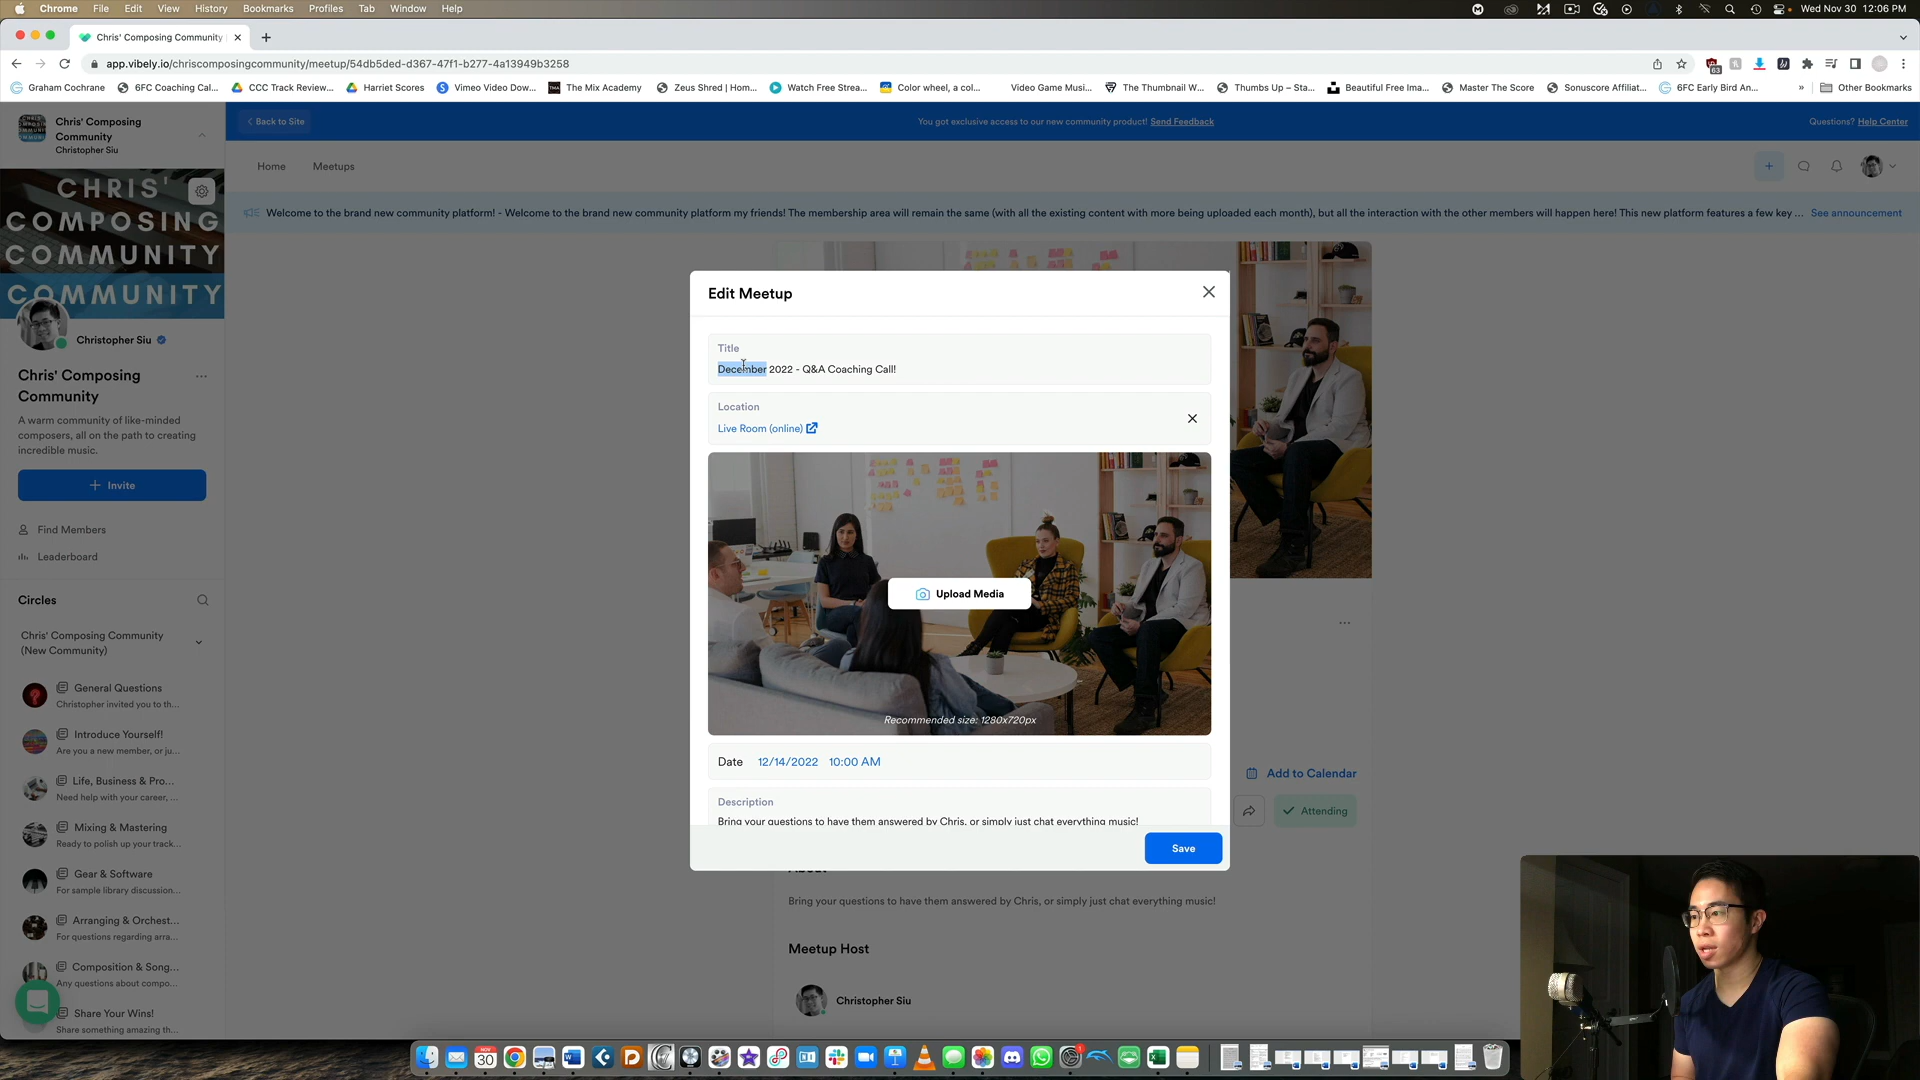 Chrome File Edit View History Bookmarks Profiles Tab Window Help
Wed Nov 30 12:06 PM
Chris' Composing Community
app.vibely.io/chriscomposingcommunity/meetup/54db5ded-d367-47f1-b277-4a13949b3258
63
Graham Cochrane 6FC Coaching Cal... CCC Track Review... Harriet Scores Vimeo Video Dow... The Mix Academy Zeus Shred | Hom... Watch Free Strea... Color wheel, a col... Video Game Musi... The Thumbnail W... Thumbs Up – Sta... Beautiful Free Ima... Master The Score Sonuscore Affiliat... 6FC Early Bird An... » Other Bookmarks
Chris' Composing
Community
Christopher Siu
Back to Site
You got exclusive access to our new community product! Send Feedback
Questions? Help Center
Home Meetups
Welcome to the brand new community platform! - Welcome to the brand new community platform my friends! The membership area will remain the same (with all the existing content with more being uploaded each month), but all the interaction with the other members will happen here! This new platform features a few key ... See announcement
CHRIS'
COMPOSING
COMMUNITY
COMMUNITY
Christopher Siu
Chris' Composing
Community
A warm community of like-minded
composers, all on the path to creating
incredible music.
+ Invite
Find Members
Leaderboard
Circles
Chris' Composing Community
(New Community)
General Questions
Christopher invited you to th...
Introduce Yourself!
Are you a new member, or ju...
Life, Business & Pro...
Need help with your career, ...
Mixing & Mastering
Ready to polish up your track...
Gear & Software
For sample library discussion...
Arranging & Orchest...
For questions regarding arra...
Composition & Song...
Any questions about compo...
Share Your Wins!
Share something amazing th...
Edit Meetup
Title
December 2022 - Q&A Coaching Call!
Location
Live Room (online)
Upload Media
Recommended size: 1280x720px
Date 12/14/2022 10:00 AM
Description
Bring your questions to have them answered by Chris, or simply just chat everything music!
Save
Add to Calendar
Attending
About
Bring your questions to have them answered by Chris, or simply just chat everything music!
Meetup Host
Christopher Siu
NOV
30